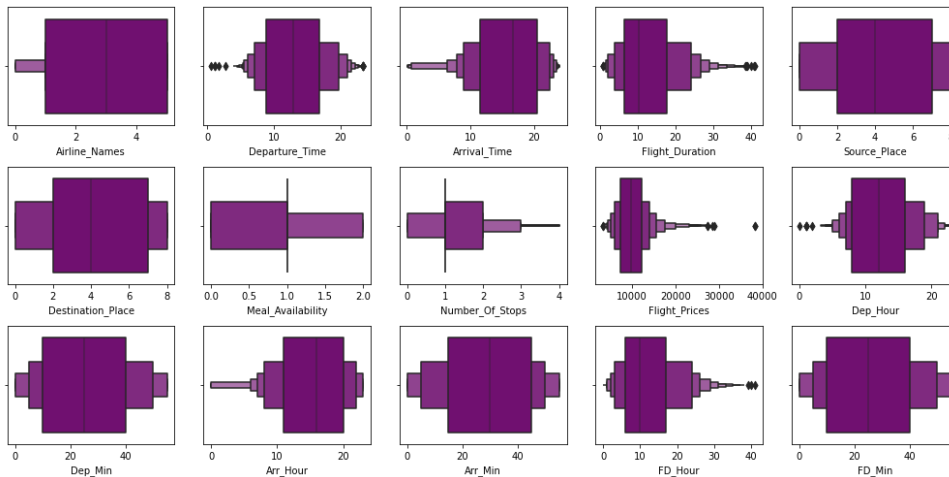 0 2 4
Airline_Names
0 10 20
Departure_Time
0 10 20
Arrival_Time
0 10 20 30 40
Flight_Duration
0 2 4 6
Source_Place
0 2 4 6 8
Destination_Place
0.0 0.5 1.0 1.5 2.0
Meal_Availability
0 1 2 3 4
Number_Of_Stops
10000 20000 30000 40000
Flight_Prices
0 10 20
Dep_Hour
0 20 40
Dep_Min
0 10 20
Arr_Hour
0 20 40
Arr_Min
0 10 20 30 40
FD_Hour
0 20 40
FD_Min